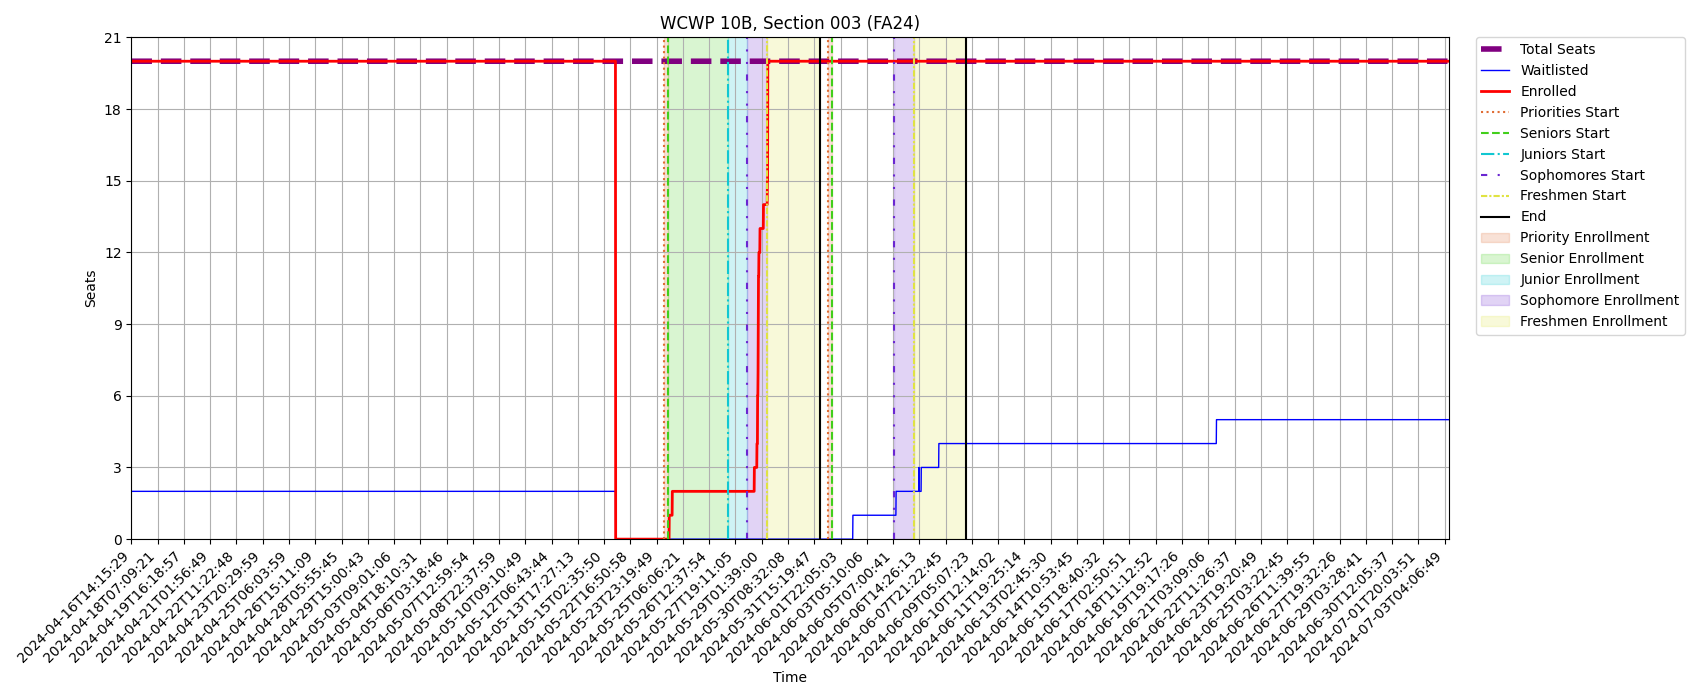 WCWP 10B, Section 003 (FA24)
Seats
21
18
15
12
9
6
3
0
2024-04-16T14:15:29
2024-04-18T07:09:21
2024-04-19T16:18:57
2024-04-21T01:56:49
2024-04-22T11:22:48
2024-04-23T20:29:59
2024-04-25T06:03:59
2024-04-26T15:11:09
2024-04-28T05:55:45
2024-04-29T15:00:43
2024-05-03T09:01:06
2024-05-04T18:10:31
2024-05-06T03:18:46
2024-05-07T12:59:54
2024-05-08T22:37:59
2024-05-10T09:10:49
2024-05-12T06:43:44
2024-05-13T17:27:13
2024-05-15T02:35:50
2024-05-22T16:50:58
2024-05-23T23:19:49
2024-05-25T06:06:21
2024-05-26T12:37:54
2024-05-27T19:11:05
2024-05-29T01:39:00
2024-05-30T08:32:08
2024-05-31T15:19:47
2024-06-01T22:05:03
2024-06-03T05:10:06
2024-06-05T07:00:41
2024-06-06T14:26:13
2024-06-07T21:22:45
2024-06-09T05:07:23
2024-06-10T12:14:02
2024-06-11T19:25:14
2024-06-13T02:45:30
2024-06-14T10:53:45
2024-06-15T18:40:32
2024-06-17T02:50:51
2024-06-18T11:12:52
2024-06-19T19:17:26
2024-06-21T03:09:06
2024-06-22T11:26:37
2024-06-23T19:20:49
2024-06-25T03:22:45
2024-06-26T11:39:55
2024-06-27T19:32:26
2024-06-29T03:28:41
2024-06-30T12:05:37
2024-07-01T20:03:51
2024-07-03T04:06:49
Time
Total Seats
Waitlisted
Enrolled
Priorities Start
Seniors Start
Juniors Start
Sophomores Start
Freshmen Start
End
Priority Enrollment
Senior Enrollment
Junior Enrollment
Sophomore Enrollment
Freshmen Enrollment